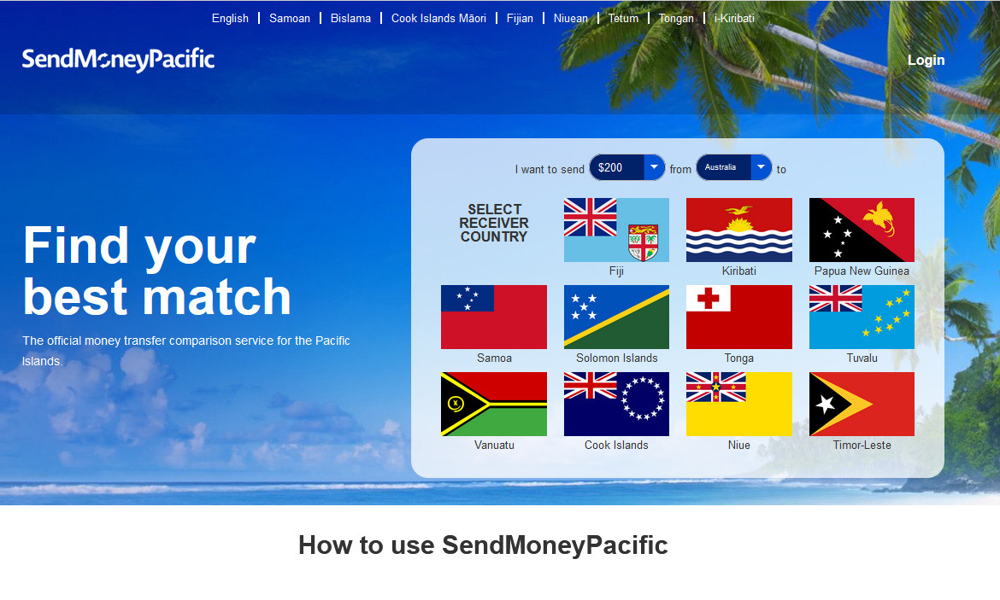 English | Samoan | Bislama | Cook Islands Māori | Fijian | Niuean | Tetum | Tongan | i-Kiribati
SendMoneyPacific
Login
I want to send $200 from Australia to
SELECT
RECEIVER
COUNTRY
Fiji
Kiribati
Papua New Guinea
Samoa
Solomon Islands
Tonga
Tuvalu
Vanuatu
Cook Islands
Niue
Timor-Leste
Find your
best match
The official money transfer comparison service for the Pacific
Islands.
How to use SendMoneyPacific